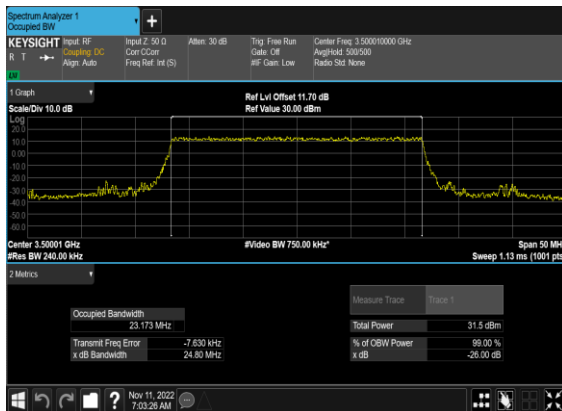 Spectrum Analyzer 1
Occupied BW
KEYSIGHT Input: RF Input Z: 50 Ω Atten: 30 dB Trig: Free Run Center Freq: 3.500010000 GHz
R T Coupling: DC Corr CCorr Gate: Off Avg|Hold: 500/500
Align: Auto Freq Ref: Int (S) #IF Gain: Low Radio Std: None
1 Graph
Ref Lvl Offset 11.70 dB
Scale/Div 10.0 dB Ref Value 30.00 dBm
Log
20.0
10.0
0.00
-10.0
-20.0
-30.0
-40.0
-50.0
-60.0
Center 3.50001 GHz #Video BW 750.00 kHz* Span 50 MH
#Res BW 240.00 kHz Sweep 1.13 ms (1001 pts
2 Metrics
Measure Trace Trace 1
Occupied Bandwidth
23.173 MHz Total Power 31.5 dBm
Transmit Freq Error -7.630 kHz % of OBW Power 99.00 %
x dB Bandwidth 24.80 MHz x dB -26.00 dB
Nov 11, 2022
7:03:26 AM